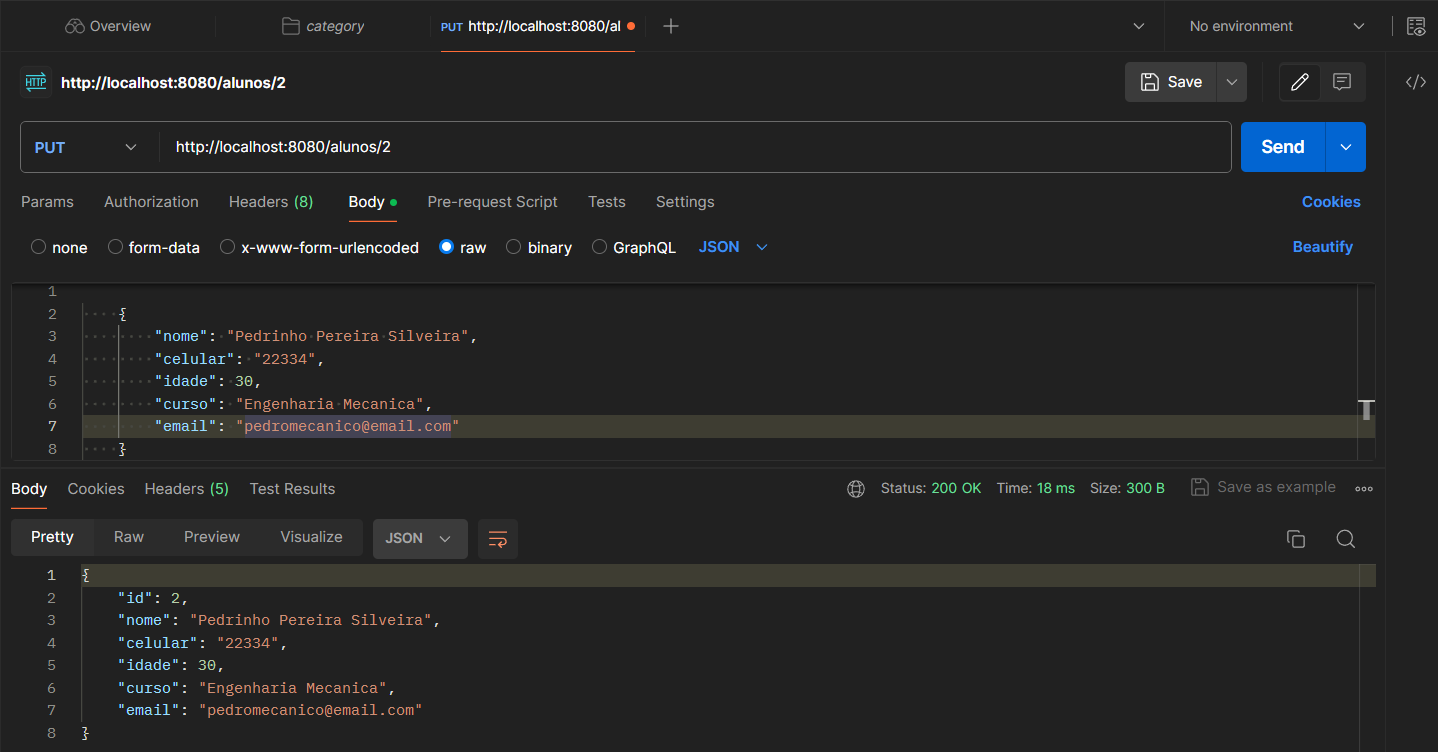 Overview category PUT http://localhost:8080/al No environment
HTTP http://localhost:8080/alunos/2 Save </>
PUT http://localhost:8080/alunos/2 Send
Params Authorization Headers (8) Body Pre-request Script Tests Settings Cookies
none form-data x-www-form-urlencoded raw binary GraphQL JSON Beautify
1
2 {
3 "nome": "Pedrinho Pereira Silveira",
4 "celular": "22334",
5 "idade": 30,
6 "curso": "Engenharia Mecanica",
7 "email": "pedromecanico@email.com"
8 }
Body Cookies Headers (5) Test Results Status: 200 OK Time: 18 ms Size: 300 B Save as example
Pretty Raw Preview Visualize JSON
1 {
2 "id": 2,
3 "nome": "Pedrinho Pereira Silveira",
4 "celular": "22334",
5 "idade": 30,
6 "curso": "Engenharia Mecanica",
7 "email": "pedromecanico@email.com"
8 }